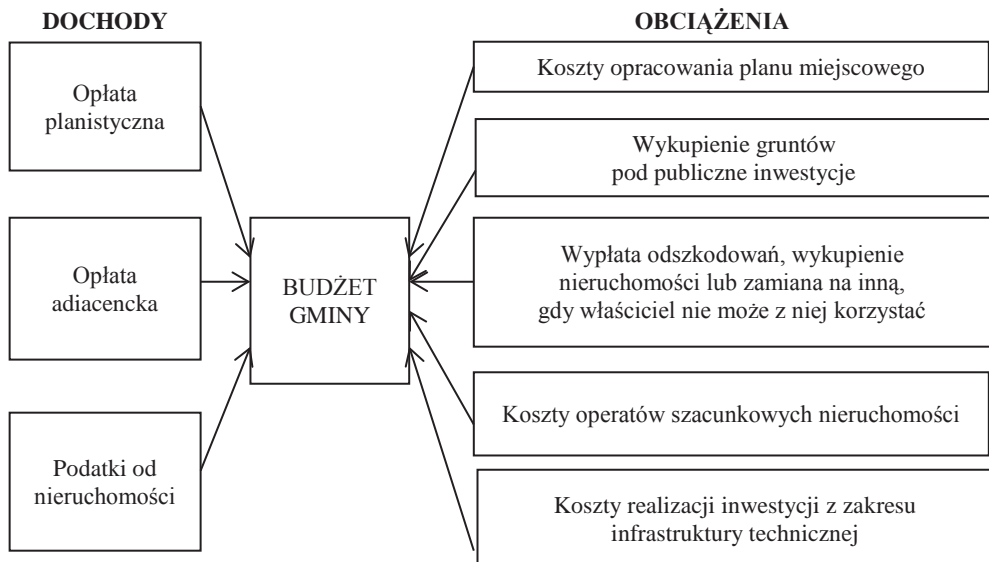 DOCHODY
OBCIĄŻENIA
Opłata
planistyczna
Opłata
adiacencka
Podatki od
nieruchomości
BUDŻET
GMINY
Koszty opracowania planu miejscowego
Wykupienie gruntów
pod publiczne inwestycje
Wypłata odszkodowań, wykupienie
nieruchomości lub zamiana na inną,
gdy właściciel nie może z niej korzystać
Koszty operatów szacunkowych nieruchomości
Koszty realizacji inwestycji z zakresu
infrastruktury technicznej